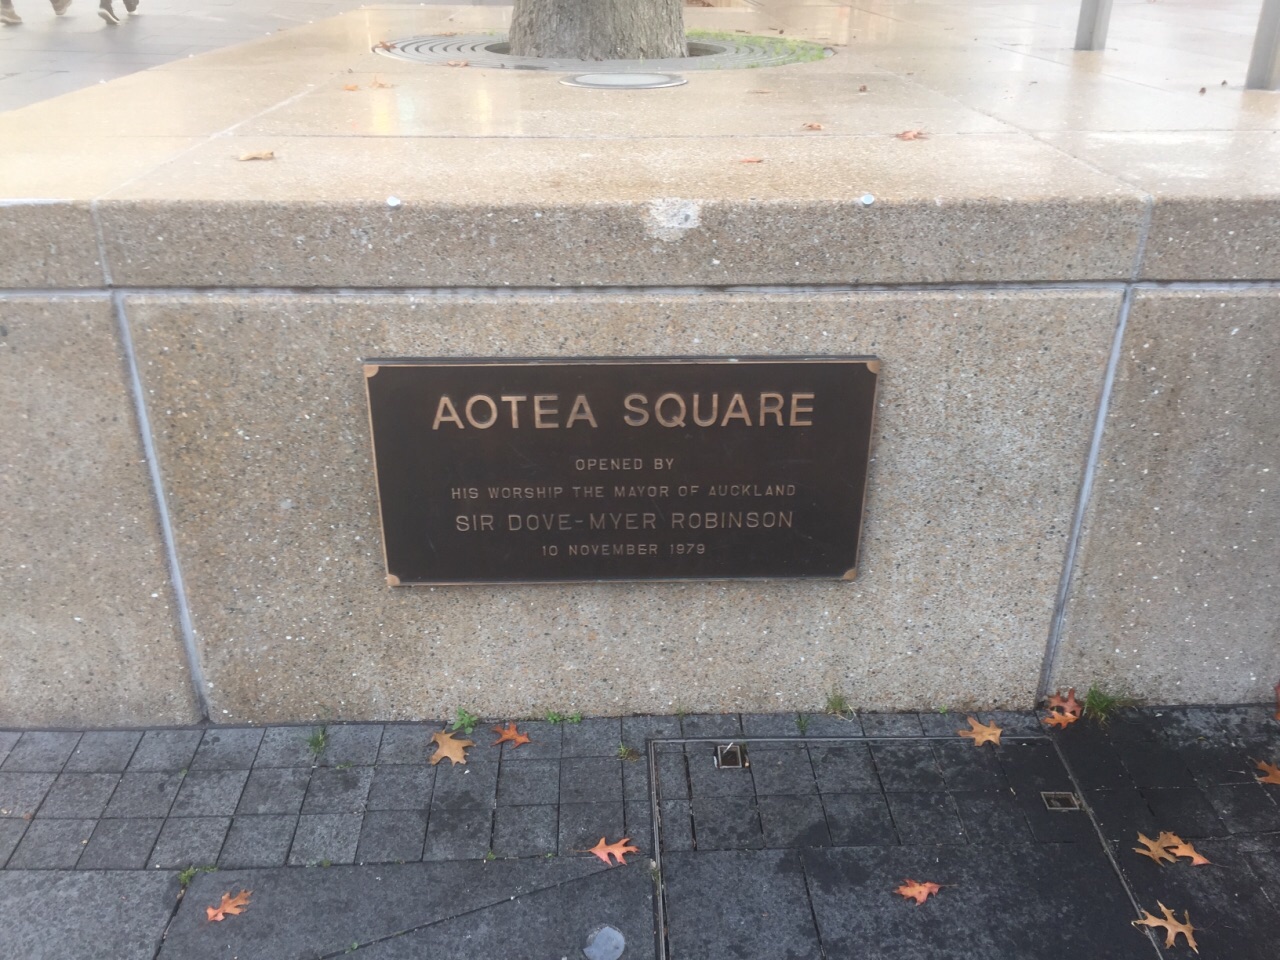 AOTEA SQUARE
OPENED BY
HIS WORSHIP THE MAYOR OF AUCKLAND
SIR DOVE-MYER ROBINSON
10 NOVEMBER 1979